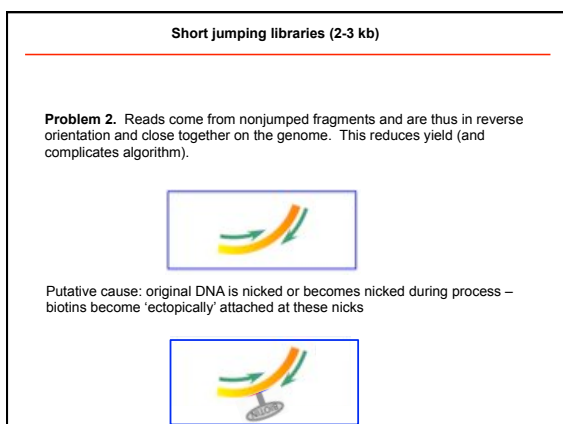 Short jumping libraries (2-3 kb)
Problem 2. Reads come from nonjumped fragments and are thus in reverse
orientation and close together on the genome. This reduces yield (and
complicates algorithm).
Putative cause: original DNA is nicked or becomes nicked during process –
biotins become ‘ectopically’ attached at these nicks
BIOTIN